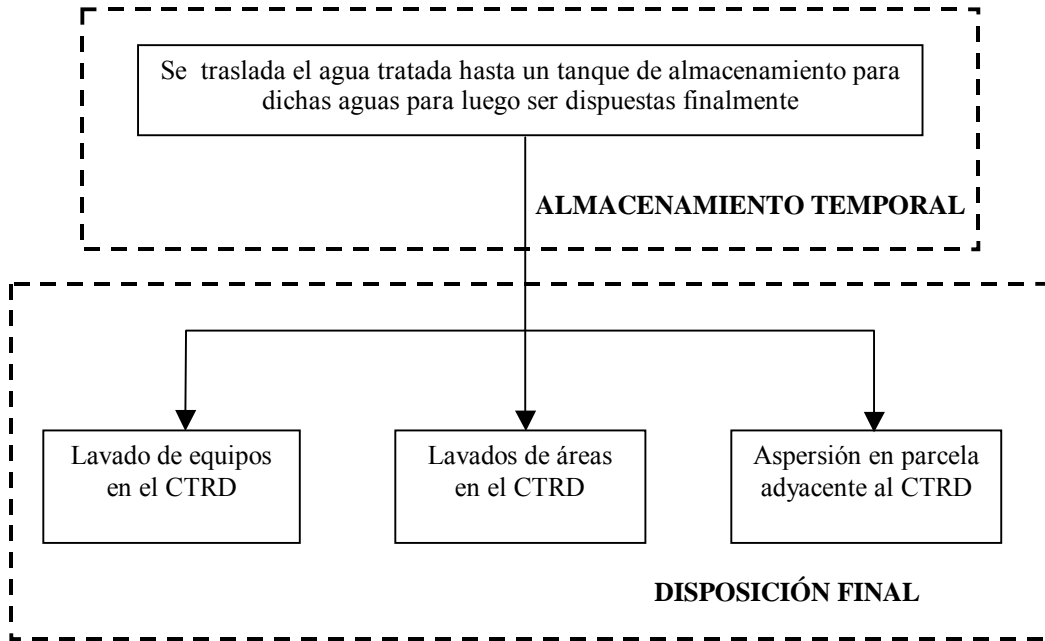 Se traslada el agua tratada hasta un tanque de almacenamiento para
dichas aguas para luego ser dispuestas finalmente
ALMACENAMIENTO TEMPORAL
Lavado de equipos
en el CTRD
Lavados de áreas
en el CTRD
Aspersión en parcela
adyacente al CTRD
DISPOSICIÓN FINAL